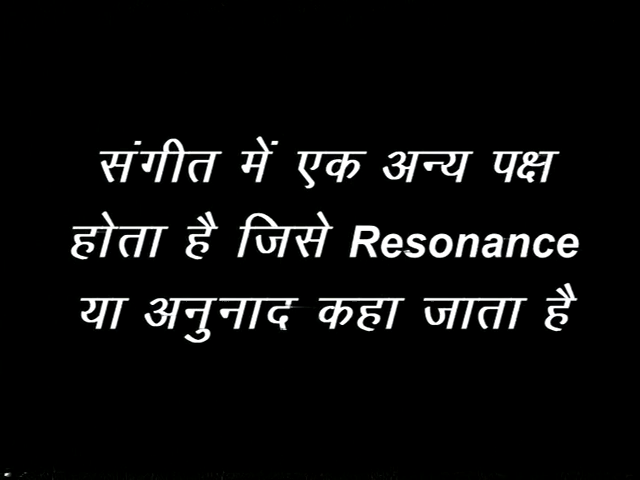 संगीत में एक अन्य पक्ष
होता है जिसे Resonance
या अनुनाद कहा जाता है